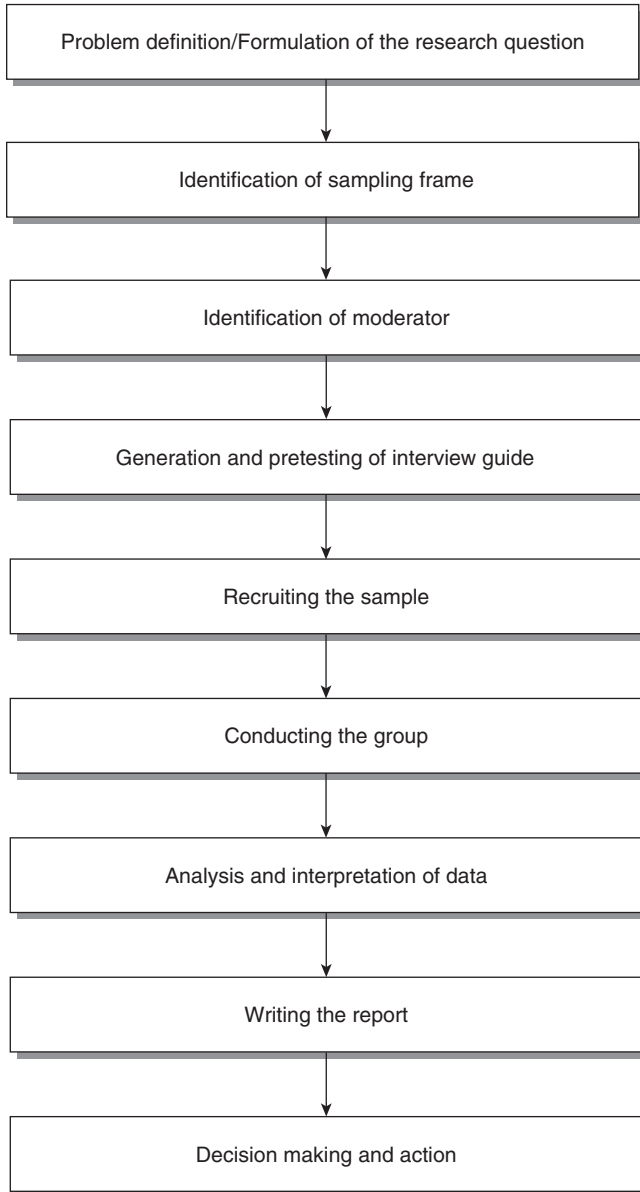 Problem definition/Formulation of the research question
Identification of sampling frame
Identification of moderator
Generation and pretesting of interview guide
Recruiting the sample
Conducting the group
Analysis and interpretation of data
Writing the report
Decision making and action